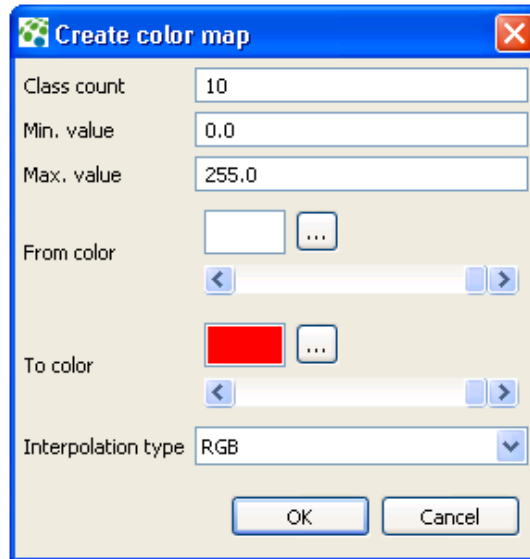 Create color map
Class count 10
Min. value 0.0
Max. value 255.0
From color ...
To color ...
Interpolation type RGB
OK Cancel